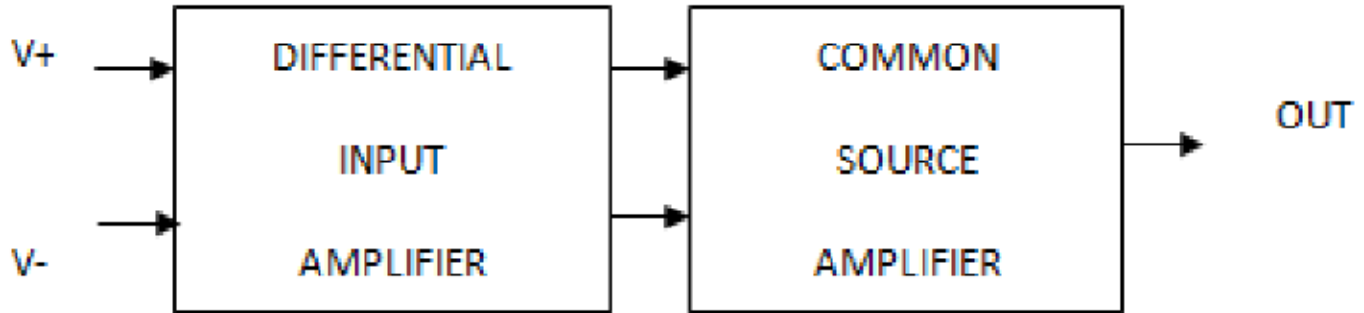 V+
DIFFERENTIAL
INPUT
AMPLIFIER
V-
COMMON
SOURCE
AMPLIFIER
OUT